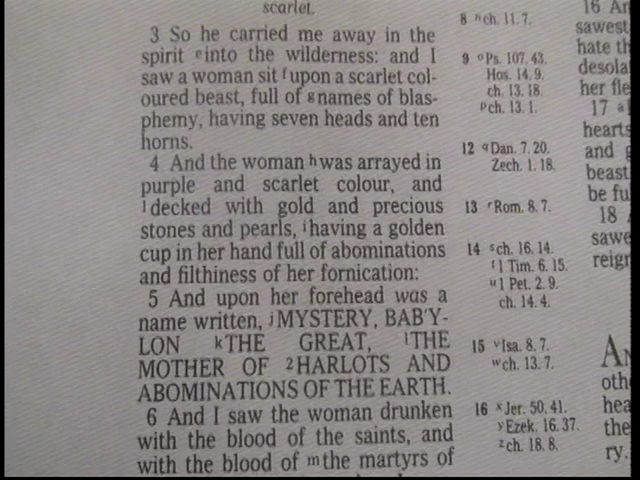 scarlet.
3 So he carried me away in the
spirit e into the wilderness: and I
saw a woman sit f upon a scarlet col-
oured beast, full of g names of blas-
phemy, having seven heads and ten
horns.
4 And the woman h was arrayed in
purple and scarlet colour, and
1 decked with gold and precious
stones and pearls, i having a golden
cup in her hand full of abominations
and filthiness of her fornication:
5 And upon her forehead was a
name written, j MYSTERY, BAB'Y-
LON k THE GREAT, l THE
MOTHER OF 2 HARLOTS AND
ABOMINATIONS OF THE EARTH.
6 And I saw the woman drunken
with the blood of the saints, and
with the blood of m the martyrs of
8 n ch. 11. 7.
9 o Ps. 107. 43.
Hos. 14. 9.
ch. 13. 18.
p ch. 13. 1.
12 q Dan. 7. 20.
Zech. 1. 18.
13 r Rom. 8. 7.
14 s ch. 16. 14.
t 1 Tim. 6. 15.
u 1 Pet. 2. 9.
ch. 14. 4.
15 v Isa. 8. 7.
w ch. 13. 7.
16 x Jer. 50. 41.
y Ezek. 16. 37.
z ch. 18. 8.
16 An
sawest
hate th
desola
her fle
17 a
hearts
and g
beast
be fu
18 A
sawe
reign
AN
oth
hea
the
ry.